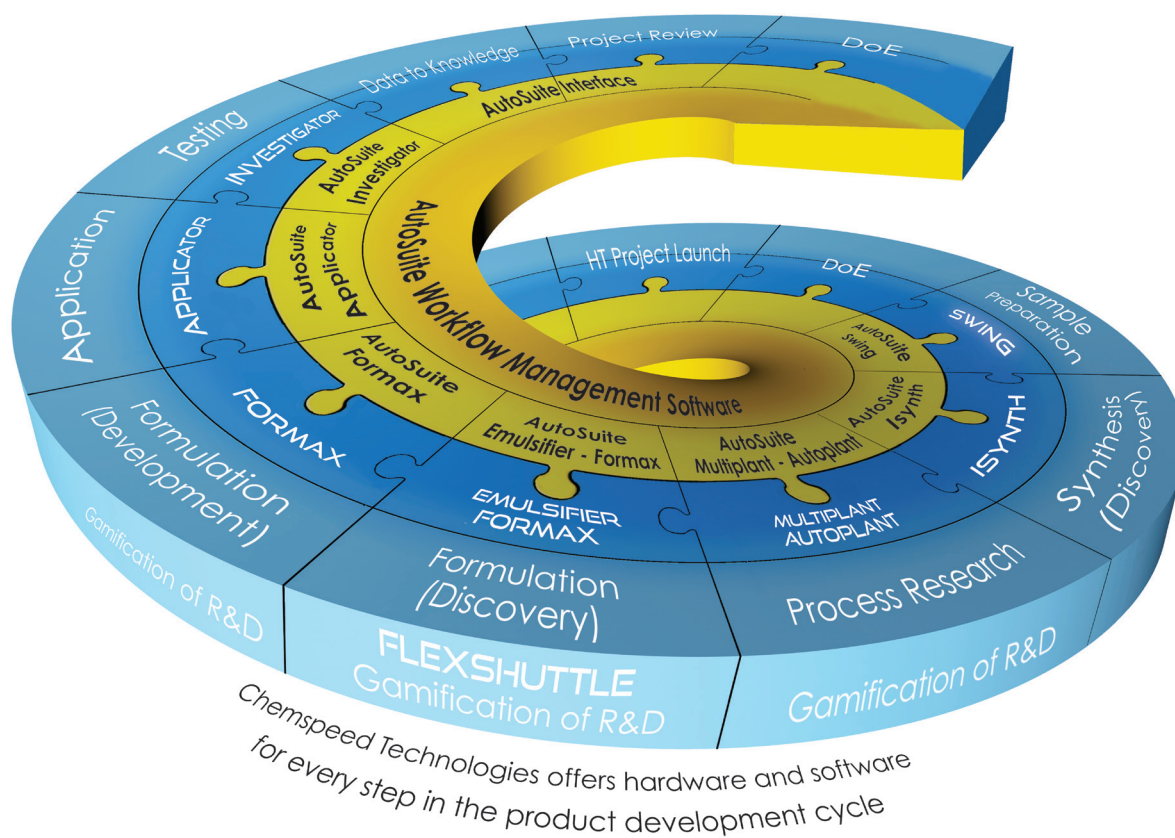 Data to Knowledge
Project Review
DoE
Testing
INVESTIGATOR
AutoSuite Interface
AutoSuite
Investigator
Application
APPLICATOR
AutoSuite
Applicator
AutoSuite Workflow Management Software
HT Project Launch
DoE
Sample
Preparation
SWING
AutoSuite
Swing
AutoSuite
Isynth
ISYNTH
Synthesis
(Discovery)
AutoSuite
Formax
FORMAX
Formulation
(Development)
AutoSuite
Emulsifier - Formax
EMULSIFIER
FORMAX
Formulation
(Discovery)
AutoSuite
Multiplant - Autoplant
MULTIPLANT
AUTOPLANT
Process Research
Gamification of R&D
FLEXSHUTTLE
Gamification of R&D
Gamification of R&D
Chemspeed Technologies offers hardware and software
for every step in the product development cycle